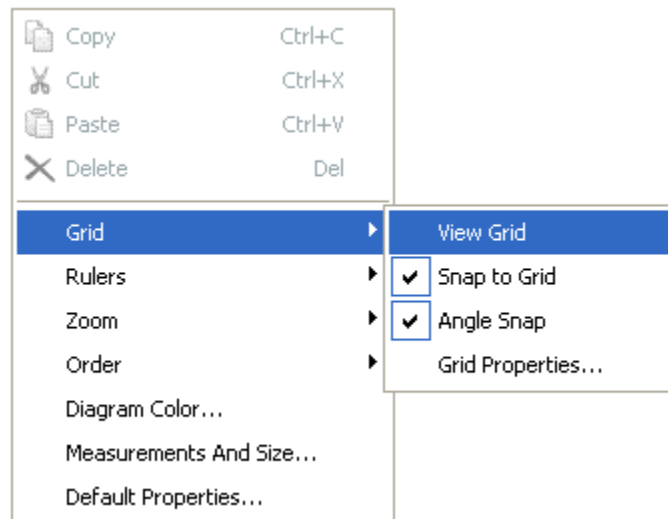 Copy Ctrl+C
Cut Ctrl+X
Paste Ctrl+V
Delete Del
Grid
View Grid
Rulers
Snap to Grid
Zoom
Angle Snap
Order
Grid Properties...
Diagram Color...
Measurements And Size...
Default Properties...